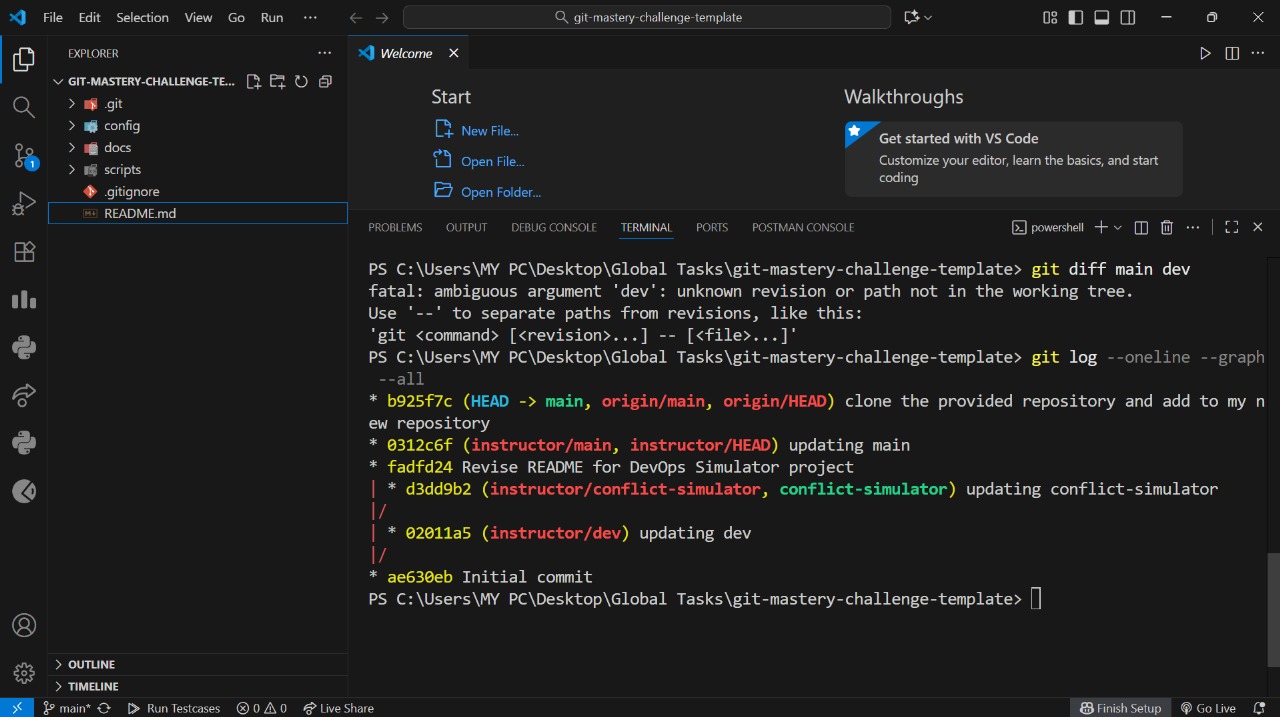 File Edit Selection View Go Run ···
git-mastery-challenge-template
EXPLORER
GIT-MASTERY-CHALLENGE-TE...
.git
config
docs
scripts
.gitignore
README.md
OUTLINE
TIMELINE
1
Welcome
Start
New File...
Open File...
Open Folder...
Walkthroughs
Get started with VS Code
Customize your editor, learn the basics, and start
coding
PROBLEMS OUTPUT DEBUG CONSOLE TERMINAL PORTS POSTMAN CONSOLE
powershell
PS C:\Users\MY PC\Desktop\Global Tasks\git-mastery-challenge-template> git diff main dev
fatal: ambiguous argument 'dev': unknown revision or path not in the working tree.
Use '--' to separate paths from revisions, like this:
'git <command> [<revision>...] -- [<file>...]'
PS C:\Users\MY PC\Desktop\Global Tasks\git-mastery-challenge-template> git log --oneline --graph
--all
* b925f7c (HEAD -> main, origin/main, origin/HEAD) clone the provided repository and add to my n
ew repository
* 0312c6f (instructor/main, instructor/HEAD) updating main
* fadfd24 Revise README for DevOps Simulator project
| * d3dd9b2 (instructor/conflict-simulator, conflict-simulator) updating conflict-simulator
|/
| * 02011a5 (instructor/dev) updating dev
|/
* ae630eb Initial commit
PS C:\Users\MY PC\Desktop\Global Tasks\git-mastery-challenge-template>
main* Run Testcases 0 0 Live Share
Finish Setup Go Live